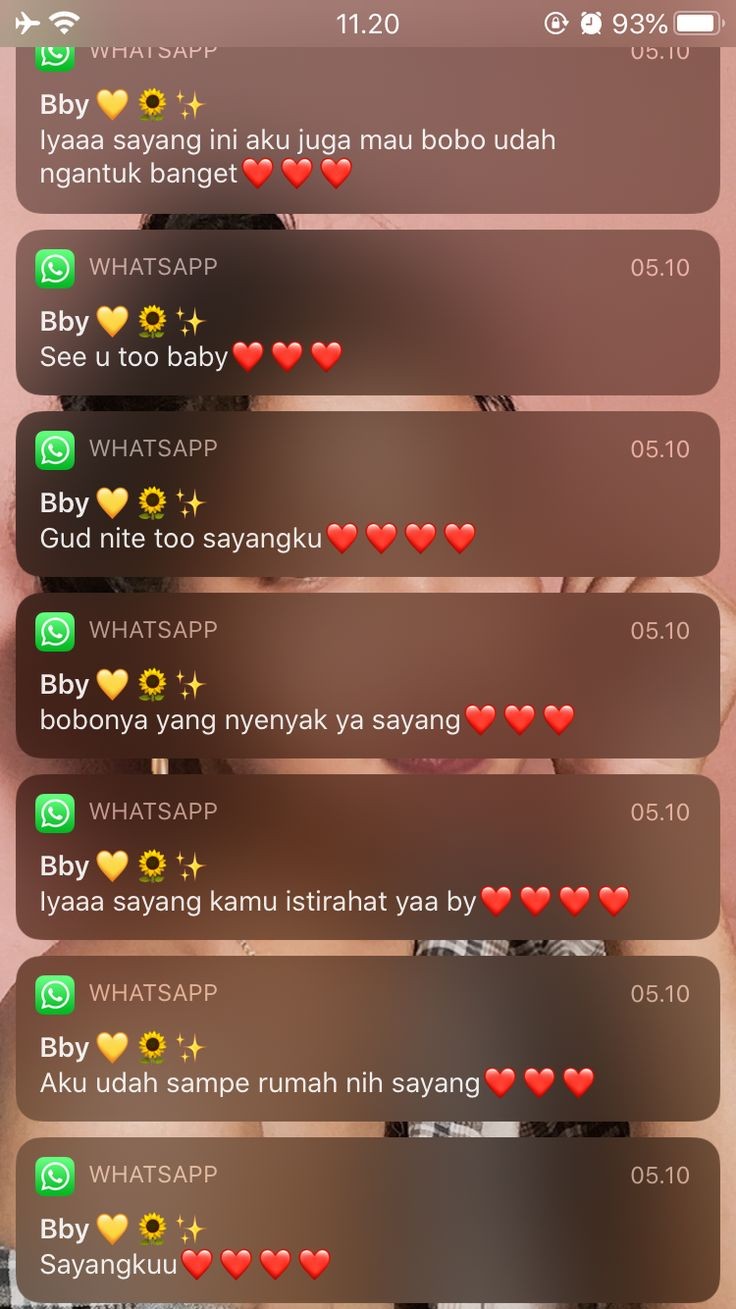 11.20 93%
WHATSAPP 05.10
Bby 💛 🌻 ✨
Iyaaa sayang ini aku juga mau bobo udah
ngantuk banget❤️❤️❤️
WHATSAPP 05.10
Bby 💛 🌻 ✨
See u too baby❤️❤️❤️
WHATSAPP 05.10
Bby 💛 🌻 ✨
Gud nite too sayangku❤️❤️❤️❤️
WHATSAPP 05.10
Bby 💛 🌻 ✨
bobonya yang nyenyak ya sayang❤️❤️❤️
WHATSAPP 05.10
Bby 💛 🌻 ✨
Iyaaa sayang kamu istirahat yaa by❤️❤️❤️❤️
WHATSAPP 05.10
Bby 💛 🌻 ✨
Aku udah sampe rumah nih sayang❤️❤️❤️
WHATSAPP 05.10
Bby 💛 🌻 ✨
Sayangkuu❤️❤️❤️❤️